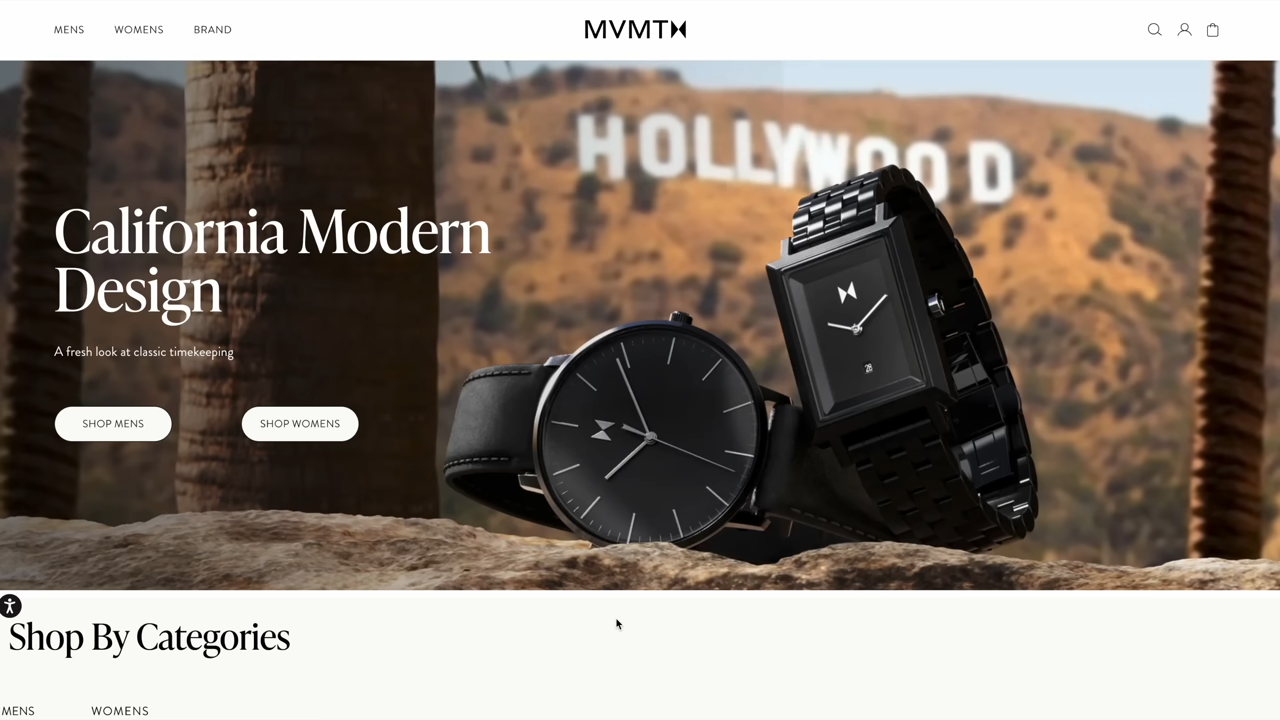 MENS WOMENS BRAND
MVMT
HOLLYWOOD
California Modern
Design
A fresh look at classic timekeeping
SHOP MENS SHOP WOMENS
28
Shop By Categories
MENS WOMENS